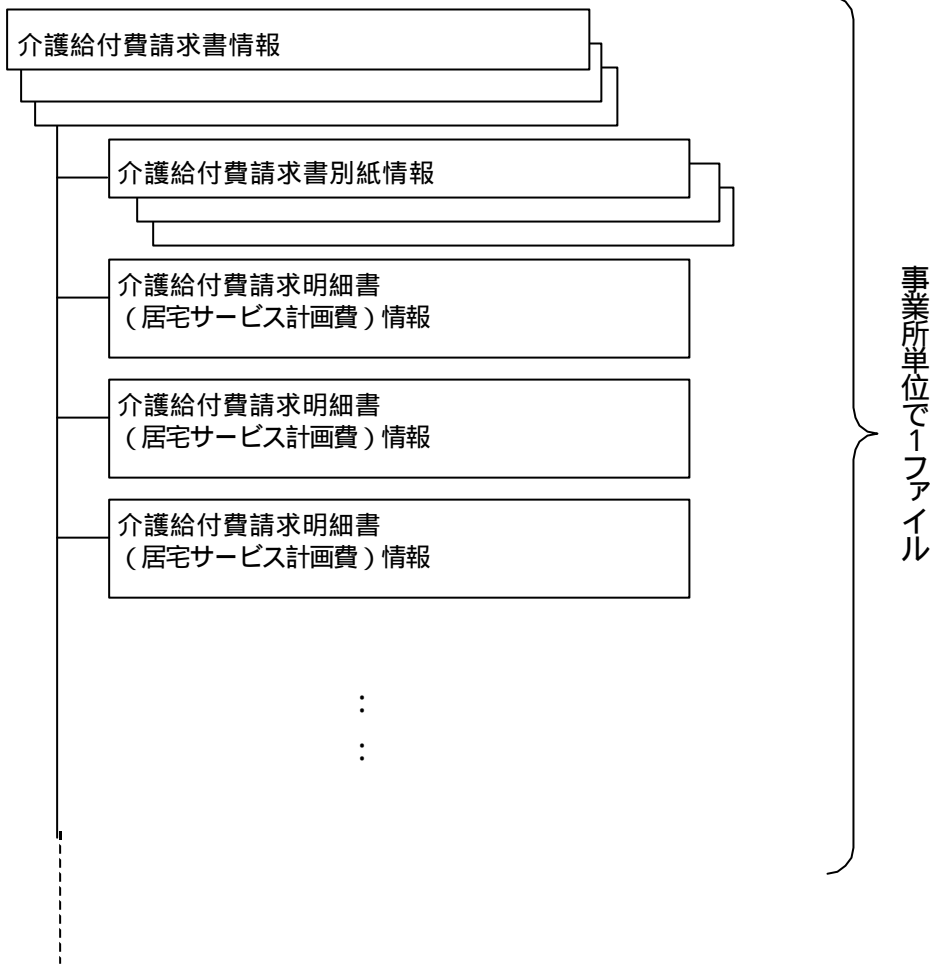 介護給付費請求書情報
介護給付費請求書別紙情報
介護給付費請求明細書
（居宅サービス計画費）情報
介護給付費請求明細書
（居宅サービス計画費）情報
介護給付費請求明細書
（居宅サービス計画費）情報
：
：
事業所単位で1ファイル